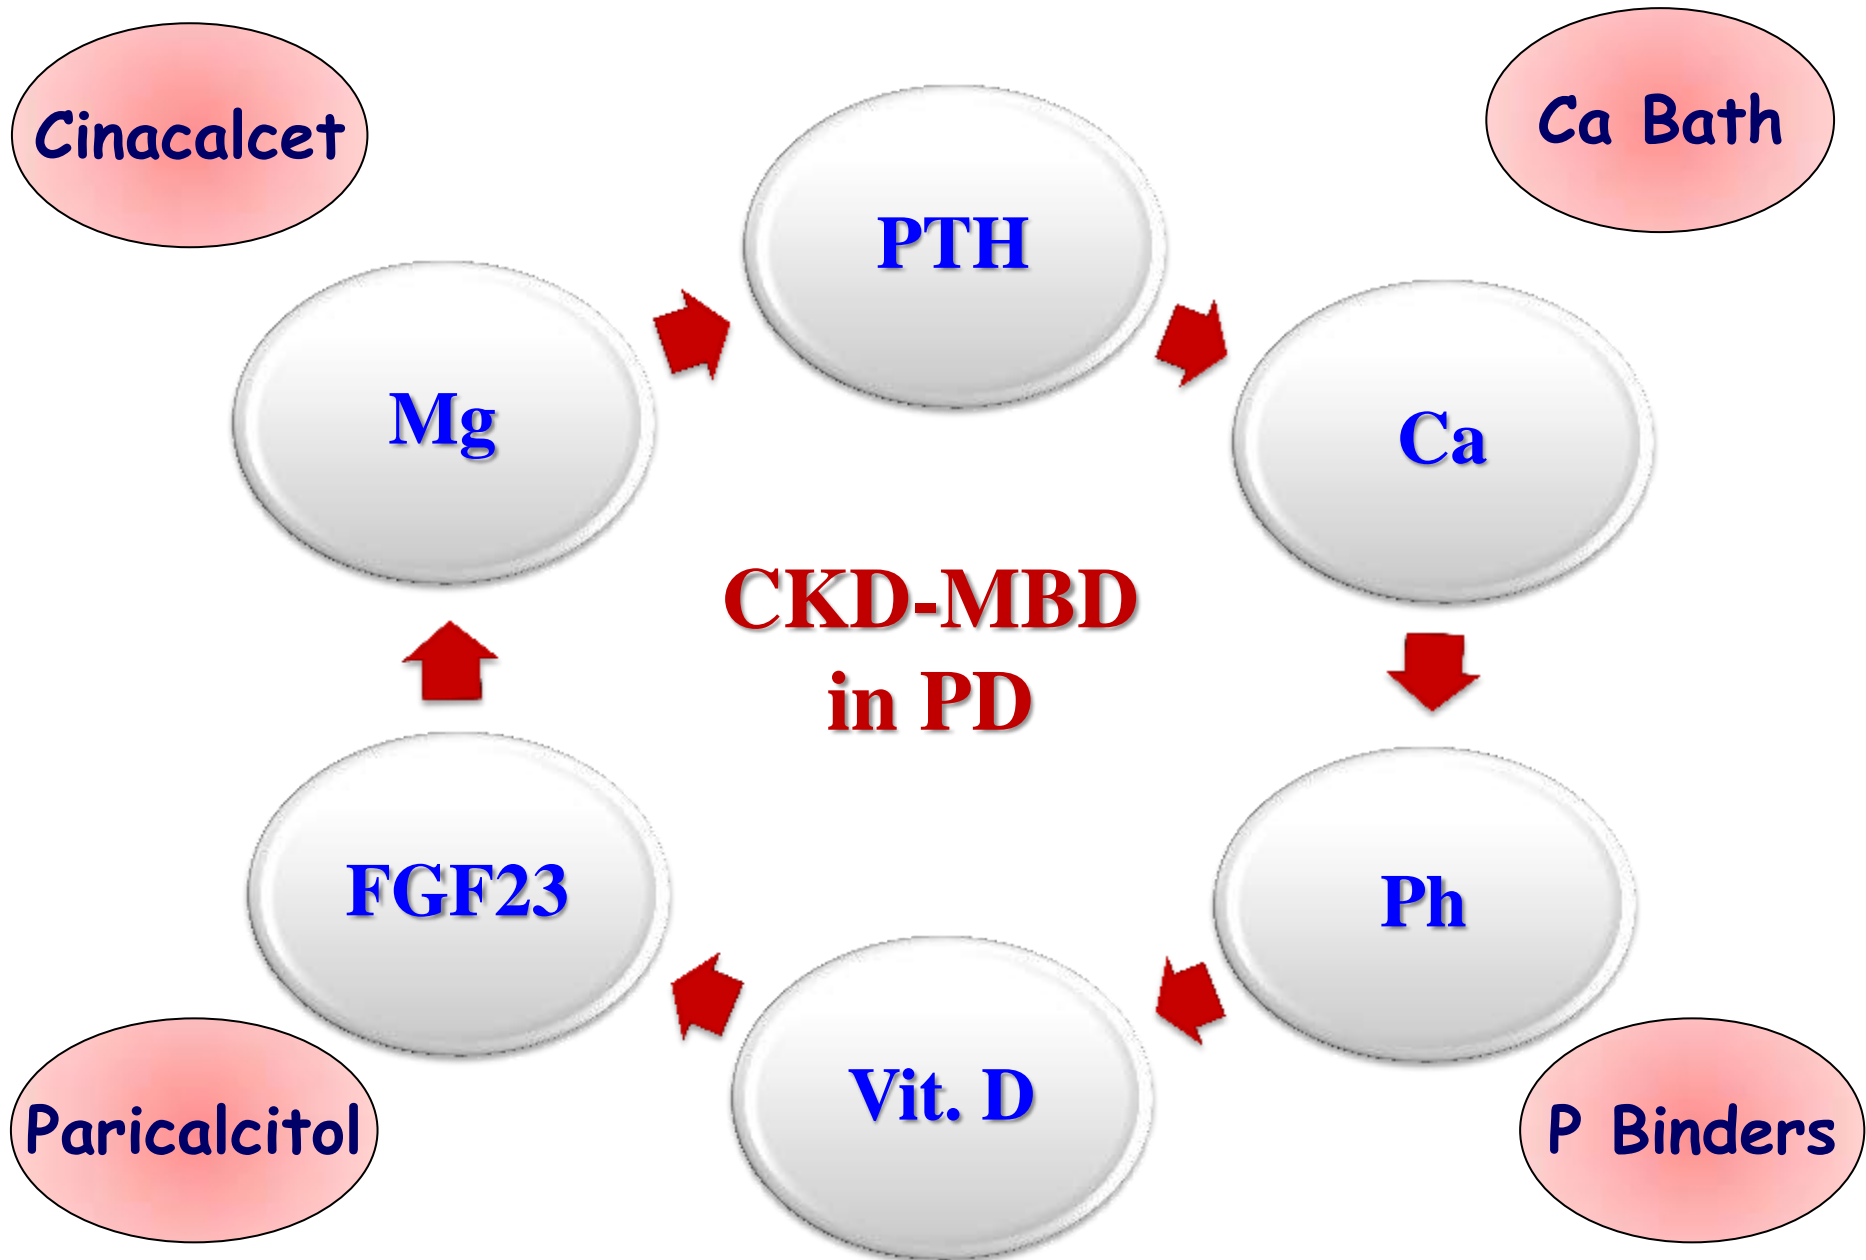 Cinacalcet
Ca Bath
PTH
Mg
Ca
CKD-MBD
in PD
FGF23
Ph
Vit. D
Paricalcitol
P Binders